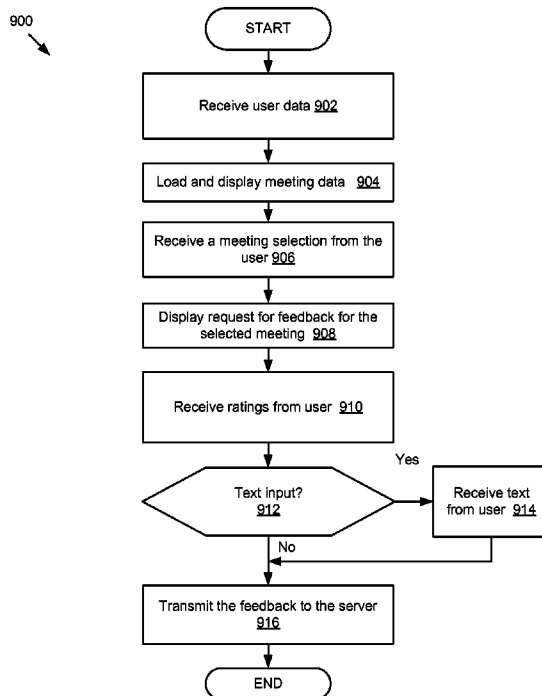 900
START
Receive user data 902
Load and display meeting data 904
Receive a meeting selection from the
user 906
Display request for feedback for the
selected meeting 908
Receive ratings from user 910
Yes
Text input?
912
Receive text
from user 914
No
Transmit the feedback to the server
916
END